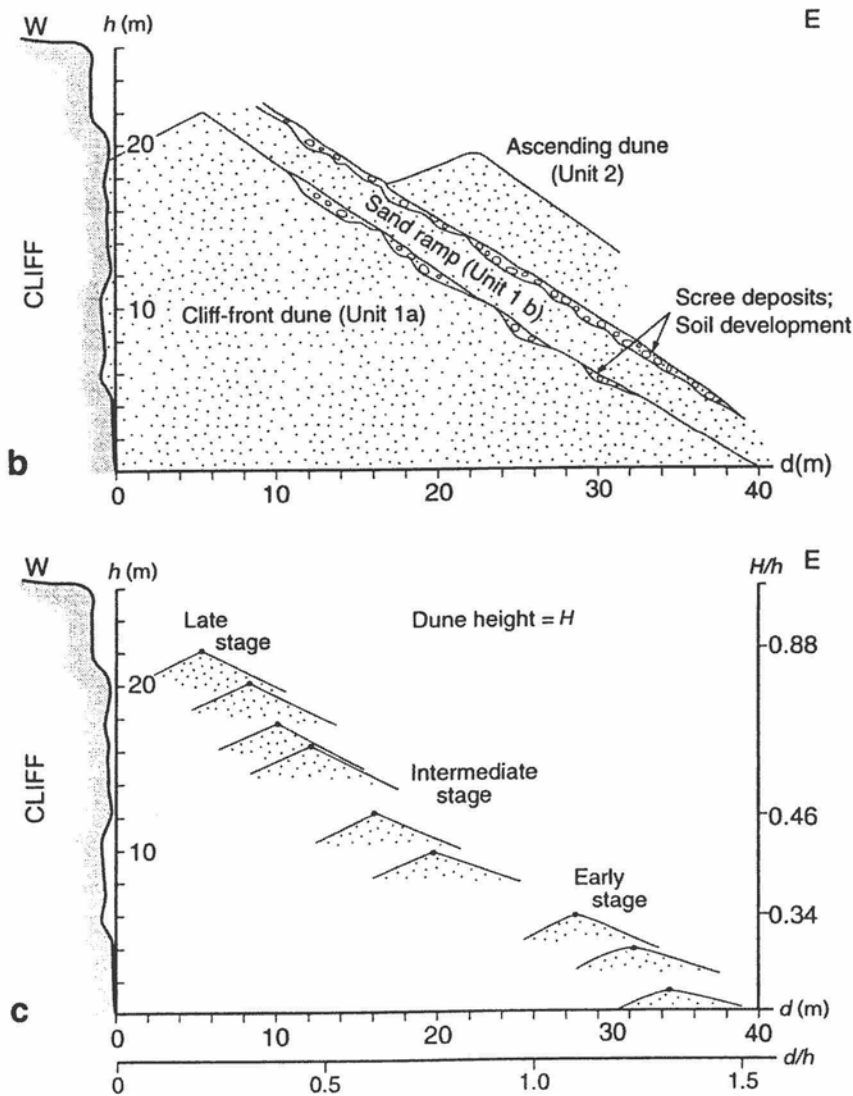 W
h (m)
E
20
Ascending dune
(Unit 2)
Sand ramp (Unit 1 b)
CLIFF
10
Cliff-front dune (Unit 1a)
Scree deposits;
Soil development
b
d(m)
0
10
20
30
40
W
h (m)
H/h
E
Late
stage
Dune height = H
0.88
20
CLIFF
Intermediate
stage
0.46
10
Early
stage
0.34
c
d (m)
0
10
20
30
40
d/h
0
0.5
1.0
1.5